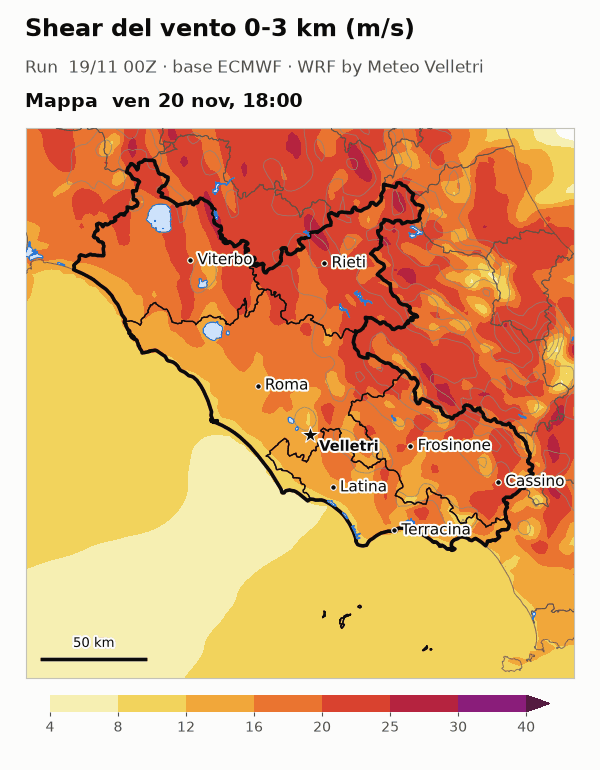 Shear del vento 0-3 km (m/s)
Run  19/11 00Z · base ECMWF · WRF by Meteo Velletri
Mappa  ven 20 nov, 18:00
Viterbo
Rieti
Roma
Velletri
Frosinone
Cassino
Latina
Terracina
50 km
4 8 12 16 20 25 30 40